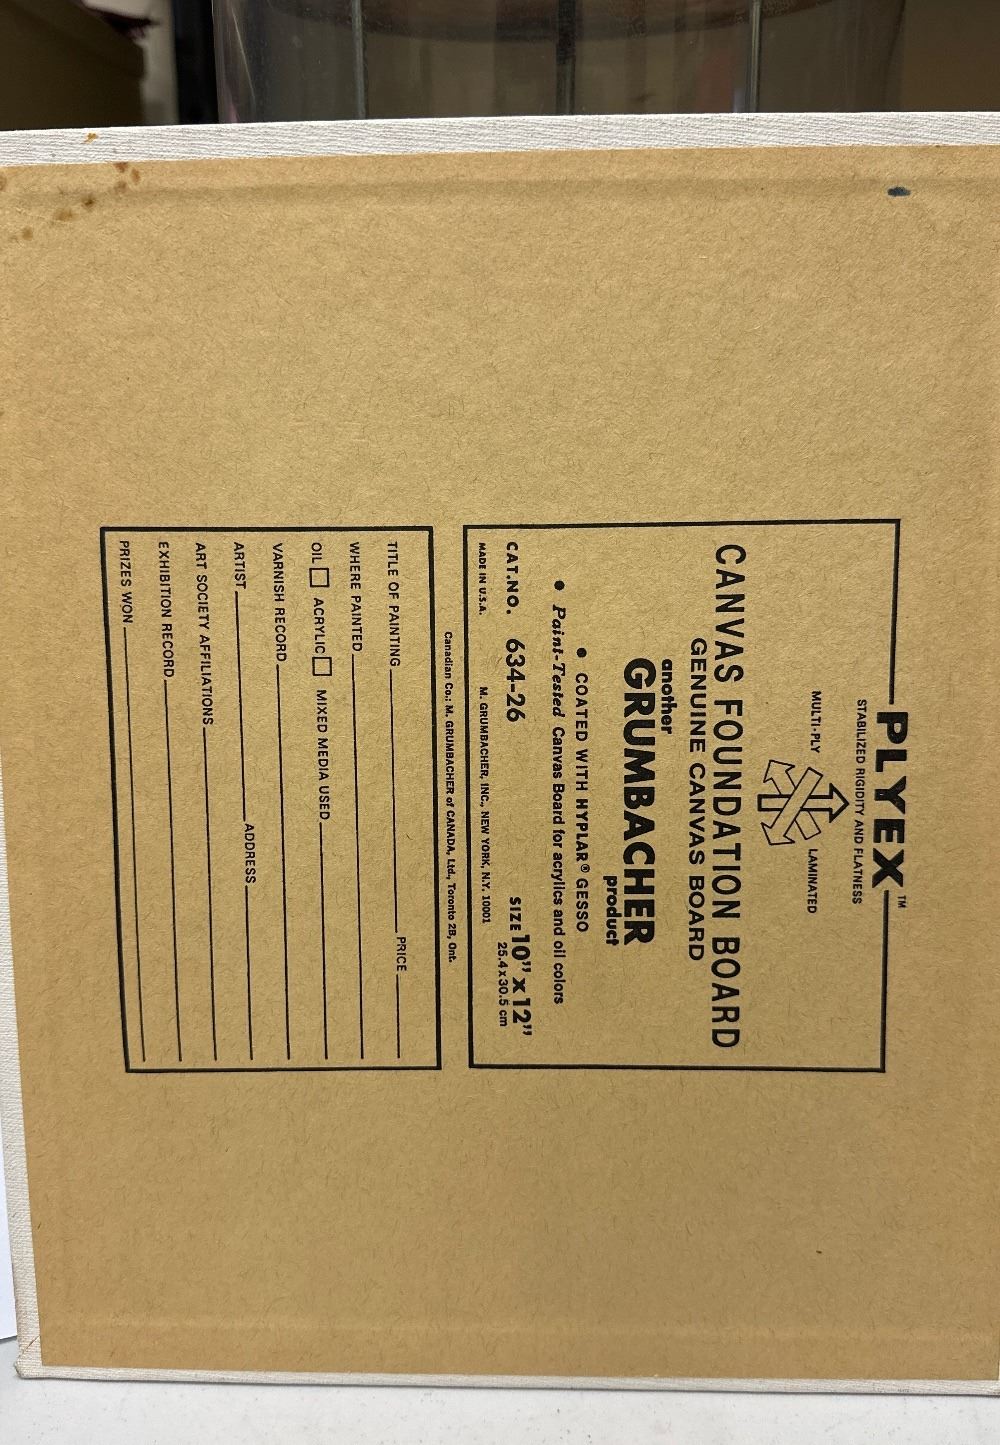 PLYEX™
STABILIZED RIGIDITY AND FLATNESS
MULTI-PLY LAMINATED
CANVAS FOUNDATION BOARD
GENUINE CANVAS BOARD
another
GRUMBACHER
product
• COATED WITH HYPLAR® GESSO
• Paint-Tested Canvas Board for acrylics and oil colors
CAT.NO. 634-26 SIZE 10" x 12"
25.4 x 30.5 cm
MADE IN U.S.A. M. GRUMBACHER, INC., NEW YORK, N.Y. 10001
Canadian Co.: M. GRUMBACHER of CANADA, Ltd., Toronto 2B, Ont.
TITLE OF PAINTING PRICE
WHERE PAINTED
OIL ACRYLIC MIXED MEDIA USED
VARNISH RECORD
ARTIST ADDRESS
ART SOCIETY AFFILIATIONS
EXHIBITION RECORD
PRIZES WON